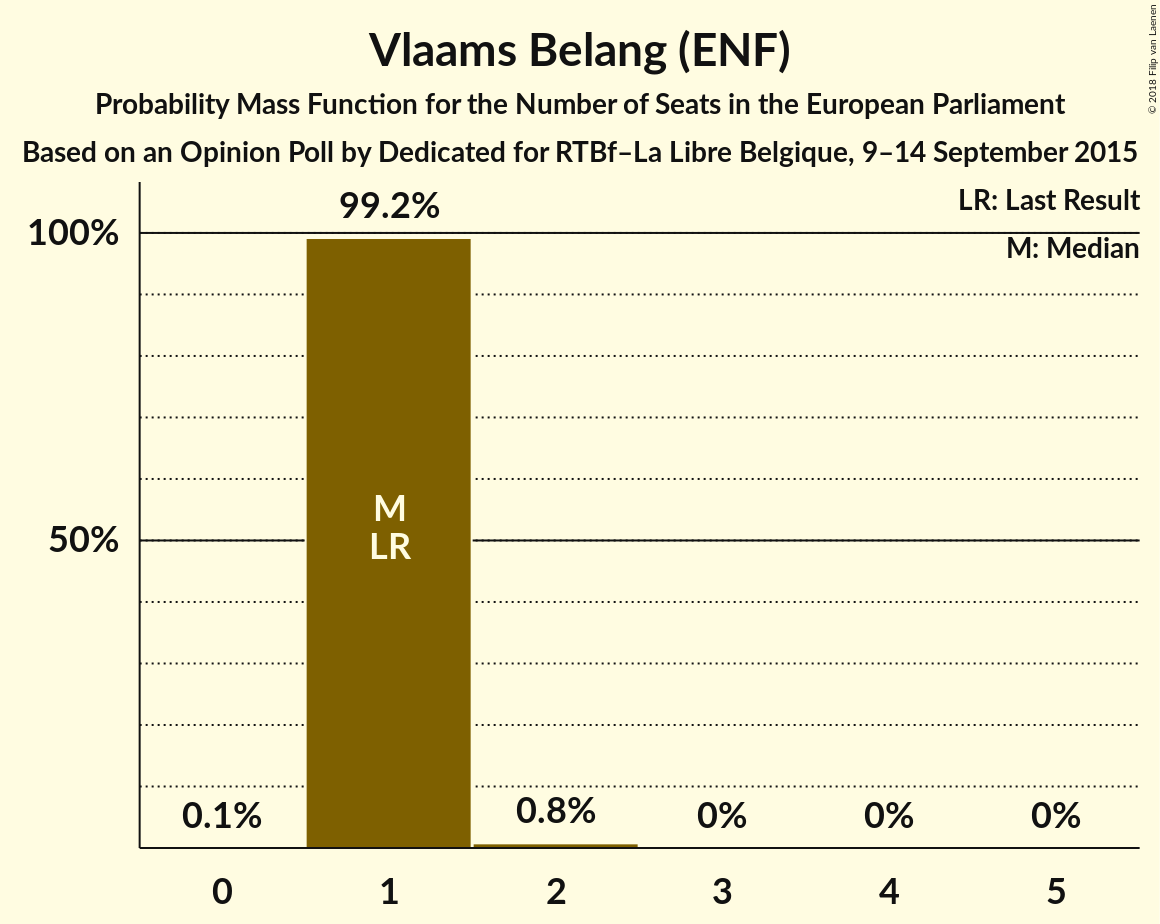 Vlaams Belang (ENF)
Probability Mass Function for the Number of Seats in the European Parliament
Based on an Opinion Poll by Dedicated for RTBf–La Libre Belgique, 9–14 September 2015
© 2018 Filip van Laenen
LR: Last Result
M: Median
100%
50%
99.2%
M
LR
0.1%
0.8%
0%
0%
0%
0 1 2 3 4 5